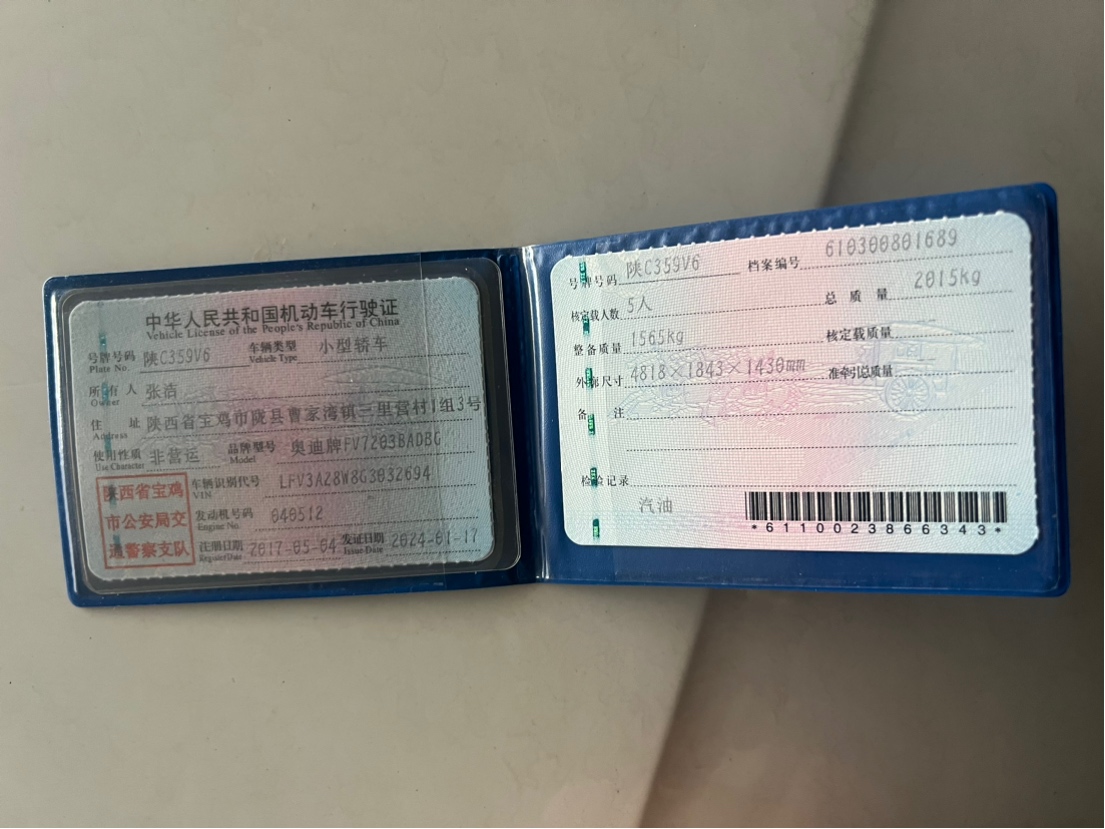 中华人民共和国机动车行驶证
Vehicle License of the People's Republic of China
号牌号码 Plate No. 陕C359V6 车辆类型 Vehicle Type 小型轿车
所有人 Owner 张浩
住址 Address 陕西省宝鸡市陇县曹家湾镇三里营村1组3号
使用性质 Use Character 非营运 品牌型号 Model 奥迪牌FV7203BADBG
陕西省宝鸡
市公安局交
通警察支队
车辆识别代号 VIN LFV3A28W8G3032694
发动机号码 Engine No. 040512
注册日期 Register Date 2017-05-04 发证日期 Issue Date 2024-01-17
号牌号码 陕C359V6 档案编号 610300801689
核定载人数 5人 总质量 2015kg
整备质量 1565kg 核定载质量
外廓尺寸 4818×1843×1430mm 准牵引总质量
备注
检验记录
汽油
*6110023866343*